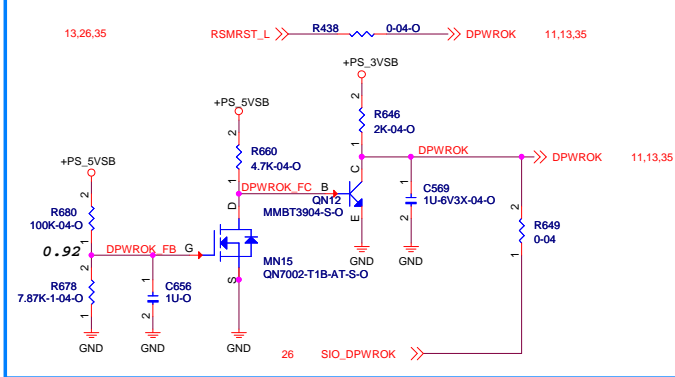 13,26,35 RSMRST_L R438 0-04-O DPWROK 11,13,35
+PS_3VSB
2
R646
2K-04-O
1
+PS_5VSB
2
R660
4.7K-04-O
1
DPWROK DPWROK 11,13,35
+PS_5VSB
2
R680
100K-04-O
1
DPWROK_FC B C
QN12
MMBT3904-S-O
E
1
C569
1U-6V3X-04-O
2
2
R649
0-04
1
GND GND
0.92 DPWROK_FB G
D
S
MN15
QN7002-T1B-AT-S-O
2
R678
7.87K-1-04-O
1
1
C656
1U-O
2
GND GND GND
26 SIO_DPWROK